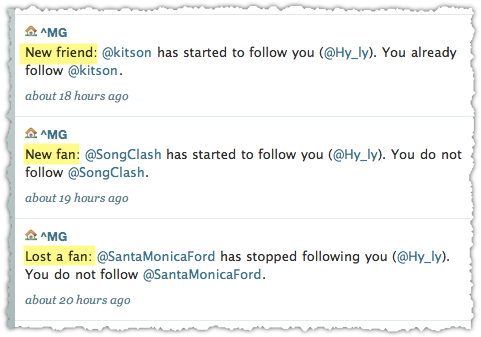 ^MG
New friend: @kitson has started to follow you (@Hy_ly). You already
follow @kitson.
about 18 hours ago
^MG
New fan: @SongClash has started to follow you (@Hy_ly). You do not
follow @SongClash.
about 19 hours ago
^MG
Lost a fan: @SantaMonicaFord has stopped following you (@Hy_ly).
You do not follow @SantaMonicaFord.
about 20 hours ago